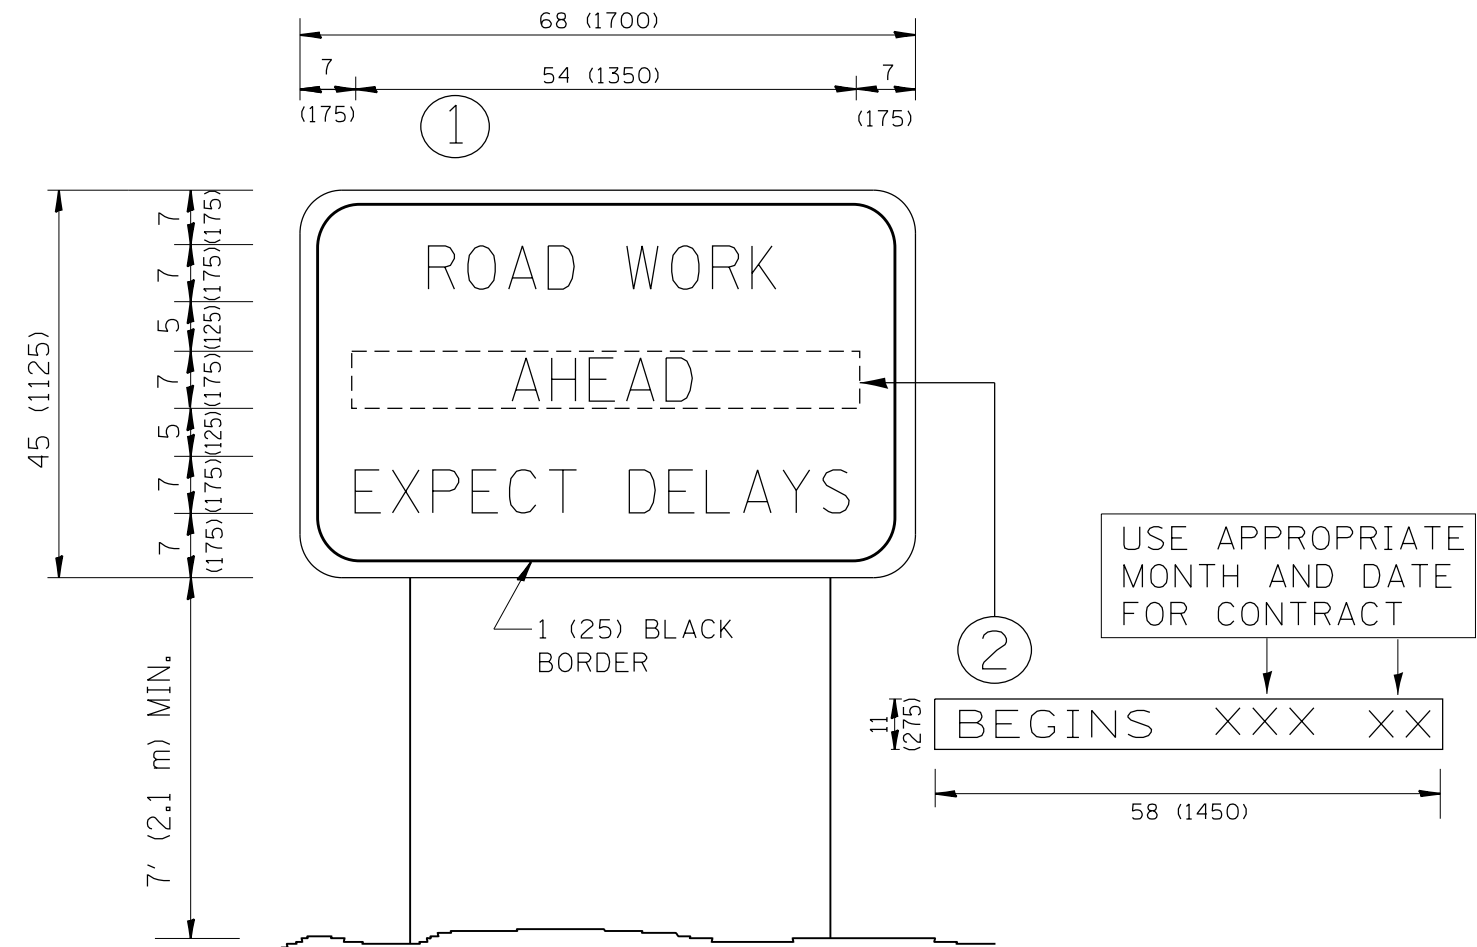 68 (1700)
7 54 (1350) 7
(175) (175)
1
45 (1125)
7 (175)
7 (175)
5 (125)
7 (175)
5 (125)
7 (175)
7 (175)
ROAD WORK
AHEAD
EXPECT DELAYS
1 (25) BLACK
BORDER
7' (2.1 m) MIN.
USE APPROPRIATE
MONTH AND DATE
FOR CONTRACT
2
11
(275)
BEGINS XXX XX
58 (1450)